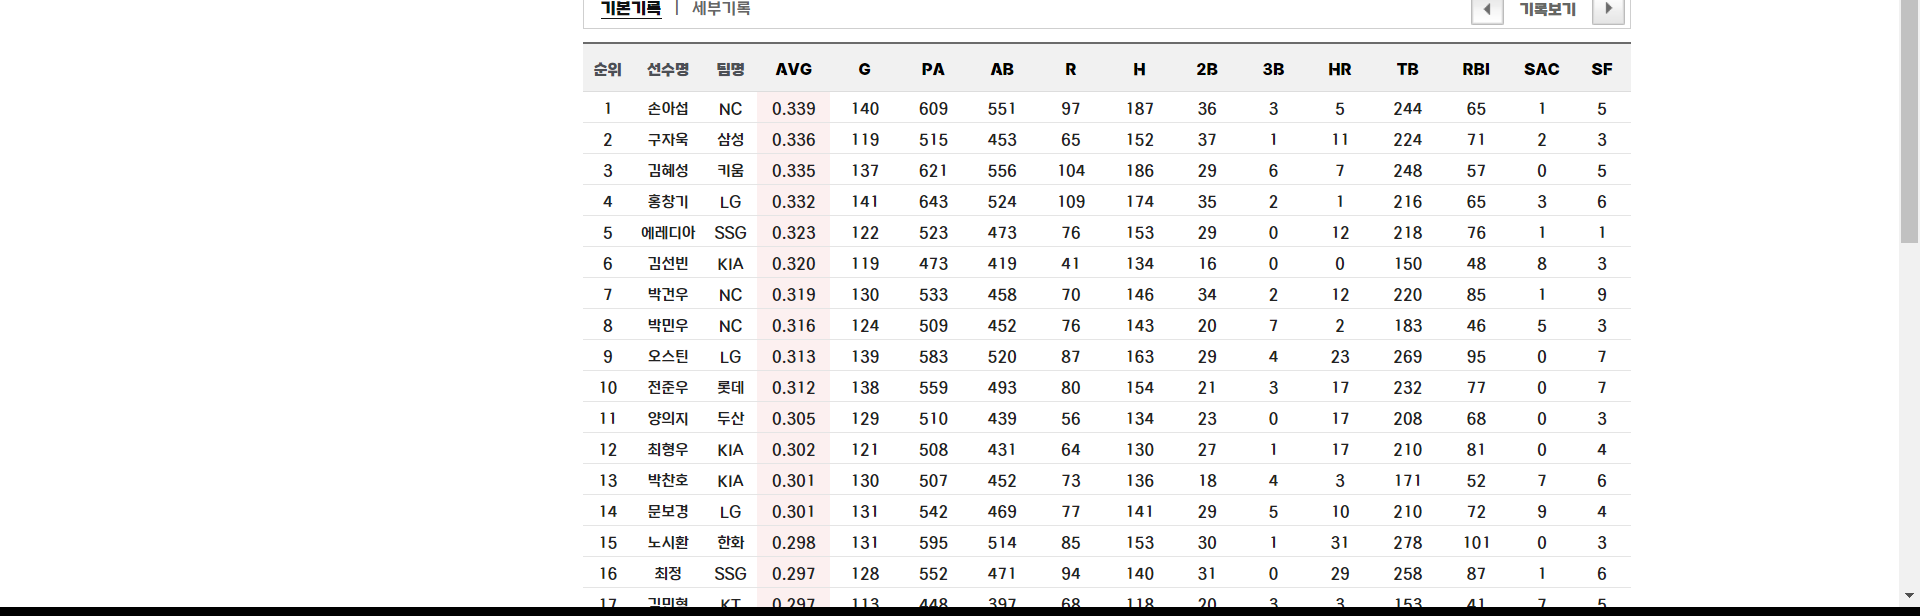 기본기록 | 세부기록 기록보기
순위 선수명 팀명 AVG G PA AB R H 2B 3B HR TB RBI SAC SF
1 손아섭 NC 0.339 140 609 551 97 187 36 3 5 244 65 1 5
2 구자욱 삼성 0.336 119 515 453 65 152 37 1 11 224 71 2 3
3 김혜성 키움 0.335 137 621 556 104 186 29 6 7 248 57 0 5
4 홍창기 LG 0.332 141 643 524 109 174 35 2 1 216 65 3 6
5 에레디아 SSG 0.323 122 523 473 76 153 29 0 12 218 76 1 1
6 김선빈 KIA 0.320 119 473 419 41 134 16 0 0 150 48 8 3
7 박건우 NC 0.319 130 533 458 70 146 34 2 12 220 85 1 9
8 박민우 NC 0.316 124 509 452 76 143 20 7 2 183 46 5 3
9 오스틴 LG 0.313 139 583 520 87 163 29 4 23 269 95 0 7
10 전준우 롯데 0.312 138 559 493 80 154 21 3 17 232 77 0 7
11 양의지 두산 0.305 129 510 439 56 134 23 0 17 208 68 0 3
12 최형우 KIA 0.302 121 508 431 64 130 27 1 17 210 81 0 4
13 박찬호 KIA 0.301 130 507 452 73 136 18 4 3 171 52 7 6
14 문보경 LG 0.301 131 542 469 77 141 29 5 10 210 72 9 4
15 노시환 한화 0.298 131 595 514 85 153 30 1 31 278 101 0 3
16 최정 SSG 0.297 128 552 471 94 140 31 0 29 258 87 1 6
17 김민혁 KT 0.297 113 448 397 68 118 20 3 3 153 41 7 5